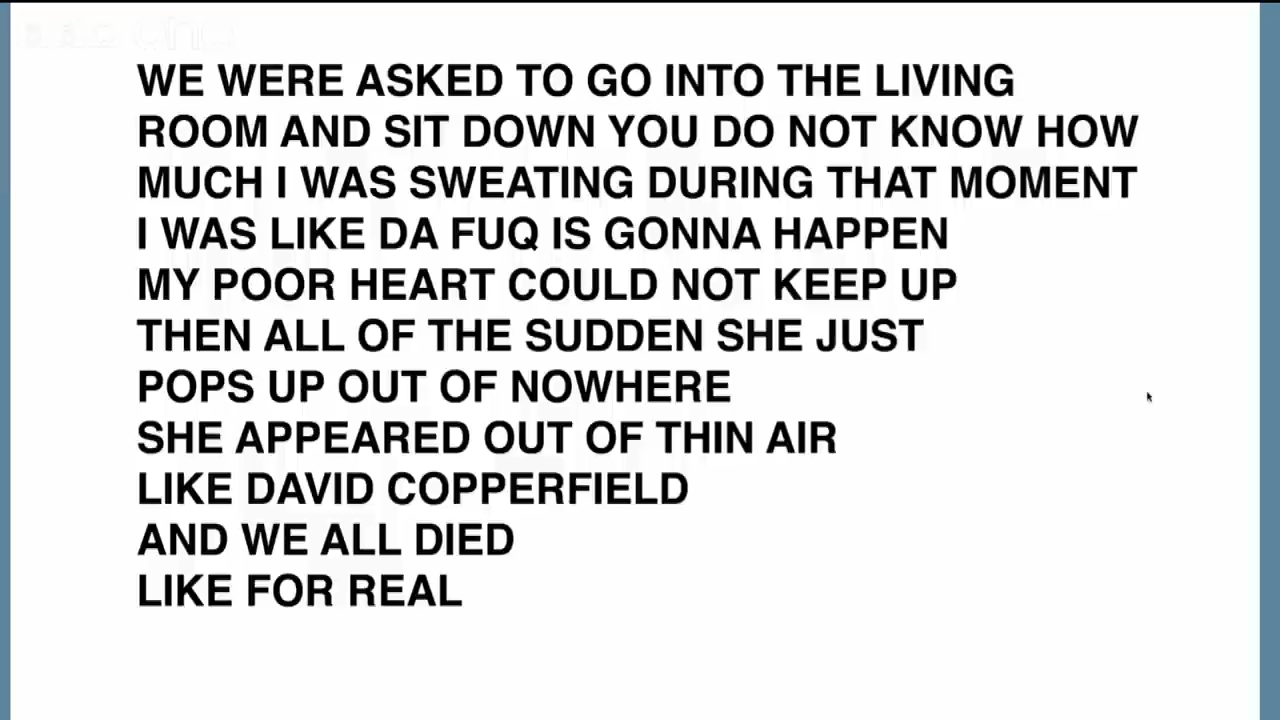 WE WERE ASKED TO GO INTO THE LIVING
ROOM AND SIT DOWN YOU DO NOT KNOW HOW
MUCH I WAS SWEATING DURING THAT MOMENT
I WAS LIKE DA FUQ IS GONNA HAPPEN
MY POOR HEART COULD NOT KEEP UP
THEN ALL OF THE SUDDEN SHE JUST
POPS UP OUT OF NOWHERE
SHE APPEARED OUT OF THIN AIR
LIKE DAVID COPPERFIELD
AND WE ALL DIED
LIKE FOR REAL